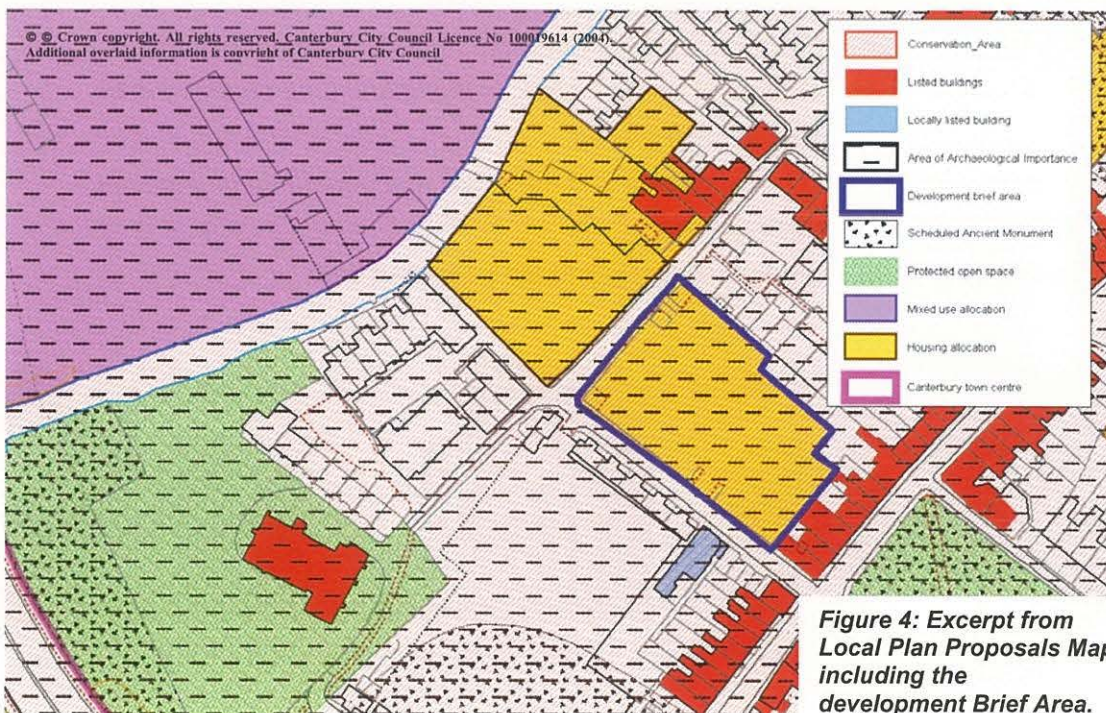 © © Crown copyright. All rights reserved. Canterbury City Council Licence No 100019614 (2004).
Additional overlaid information is copyright of Canterbury City Council
Conservation_Area
Listed buildings
Locally listed building
Area of Archaeological Importance
Development brief area
Scheduled Ancient Monument
Protected open space
Mixed use allocation
Housing allocation
Canterbury town centre
Figure 4: Excerpt from
Local Plan Proposals Map
including the
development Brief Area.